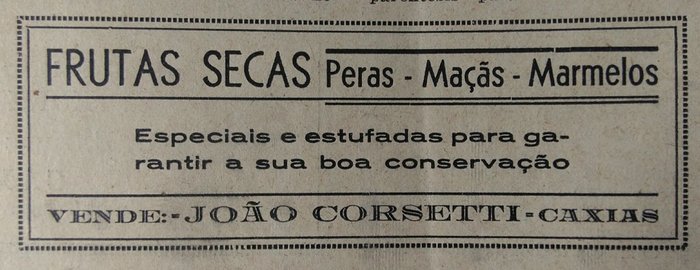 FRUTAS SECAS Peras - Maçãs - Marmelos
Especiais e estufadas para ga-
rantir a sua boa conservação
VENDE:-JOÃO CORSETTI-CAXIAS